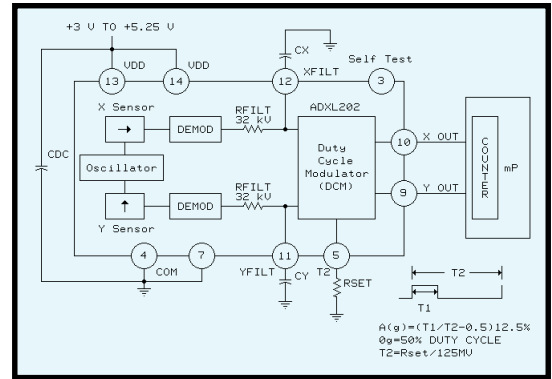 +3 V TO +5.25 V
CX
VDD
VDD
XFILT
Self Test
13
14
12
3
X Sensor
RFILT
32 kV
ADXL202
DEMOD
10
X OUT
CDC
Oscillator
Duty
Cycle
Modulator
(DCM)
COUNTER
mP
RFILT
32 kV
DEMOD
9
Y OUT
Y Sensor
4
7
11
5
COM
YFILT
CY
T2
RSET
T2
T1
A(g)=(T1/T2-0.5)12.5%
0g=50% DUTY CYCLE
T2=Rset/125MV